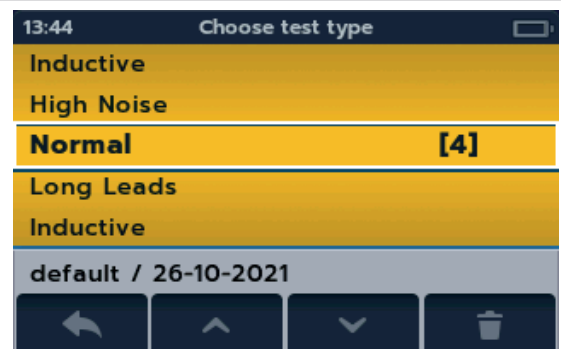 13:44 Choose test type
Inductive
High Noise
Normal [4]
Long Leads
Inductive
default / 26-10-2021